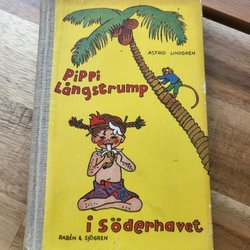 ASTRID LINDGREN
PiPPi
LÅNGSTRUMP
i SÖderhavet
RABÉN & SJÖGREN